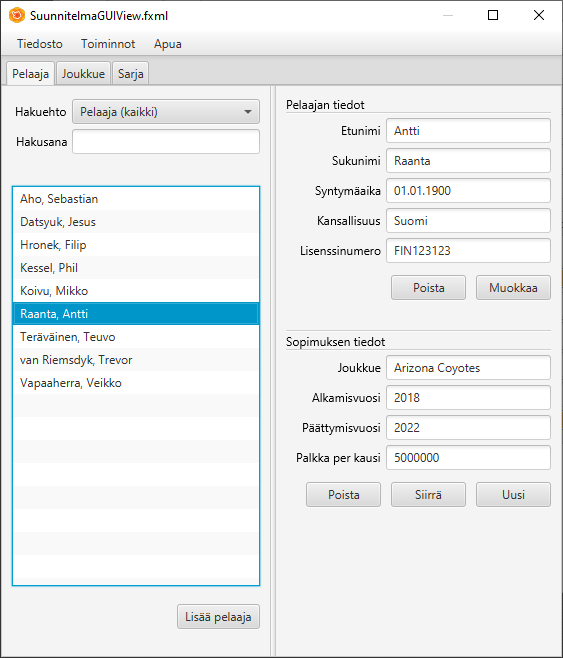 SuunnitelmaGUIView.fxml
Tiedosto Toiminnot Apua
Pelaaja Joukkue Sarja
Hakuehto Pelaaja (kaikki)
Hakusana
Aho, Sebastian
Datsyuk, Jesus
Hronek, Filip
Kessel, Phil
Koivu, Mikko
Raanta, Antti
Teräväinen, Teuvo
van Riemsdyk, Trevor
Vapaaherra, Veikko
Lisää pelaaja
Pelaajan tiedot
Etunimi Antti
Sukunimi Raanta
Syntymäaika 01.01.1900
Kansallisuus Suomi
Lisenssinumero FIN123123
Poista Muokkaa
Sopimuksen tiedot
Joukkue Arizona Coyotes
Alkamisvuosi 2018
Päättymisvuosi 2022
Palkka per kausi 5000000
Poista Siirrä Uusi